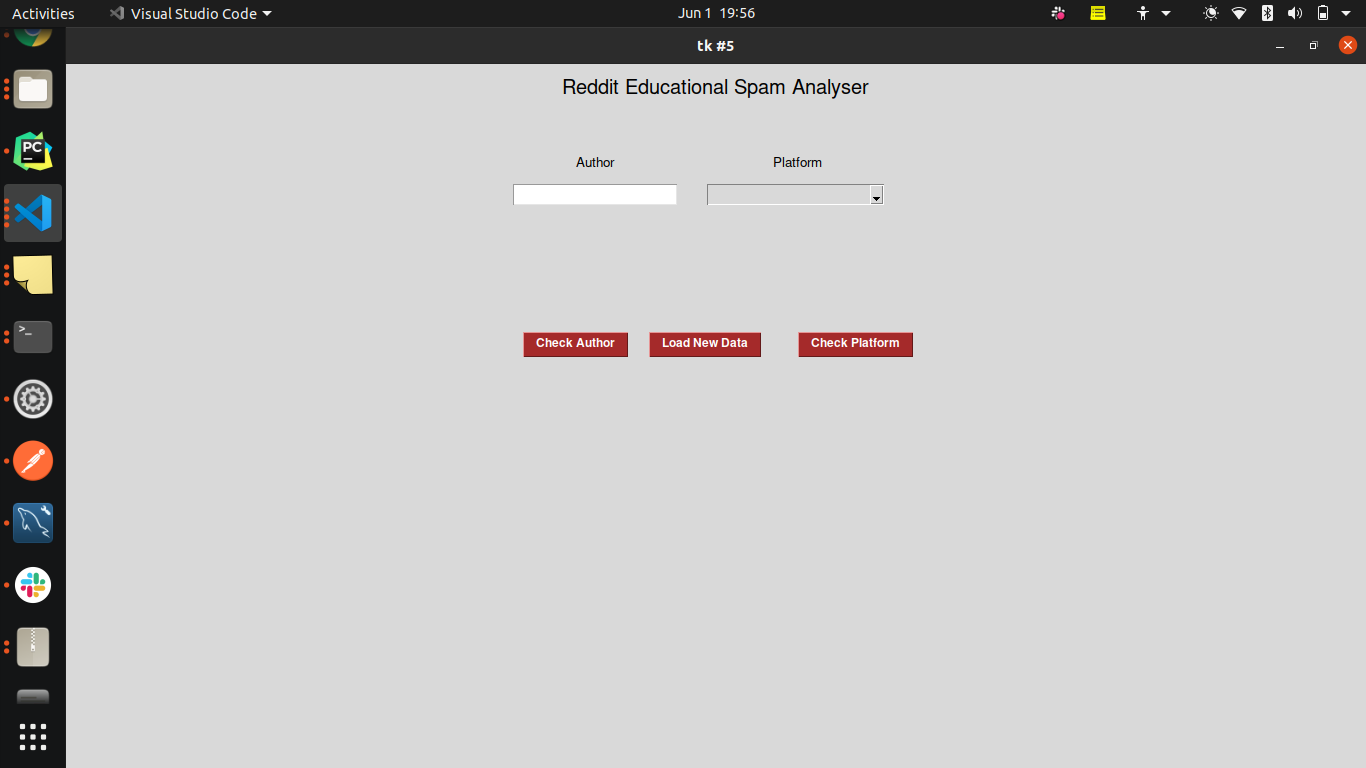 Activities
Visual Studio Code
Jun 1 19:56
tk #5
Reddit Educational Spam Analyser
Author
Platform
PC
>_
Check Author
Load New Data
Check Platform